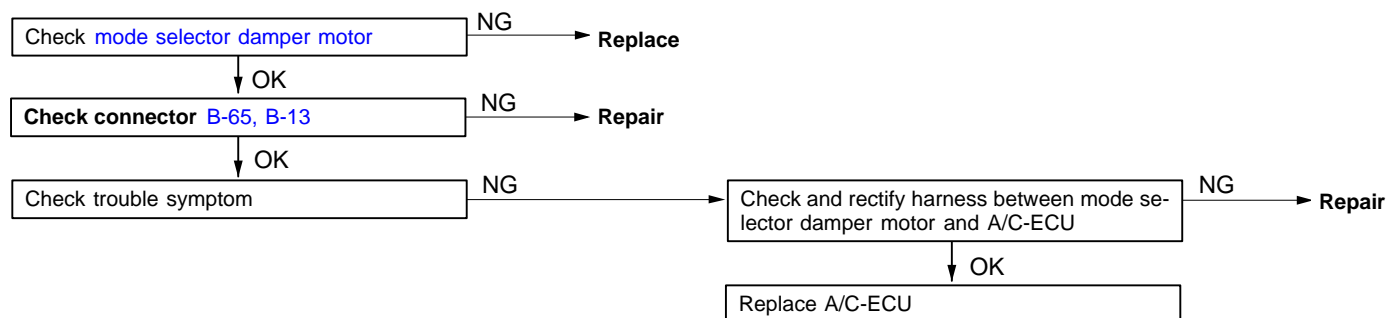 Check mode selector damper motor
NG
Replace
OK
Check connector B-65, B-13
NG
Repair
OK
Check trouble symptom
NG
Check and rectify harness between mode se-
lector damper motor and A/C-ECU
NG
Repair
OK
Replace A/C-ECU